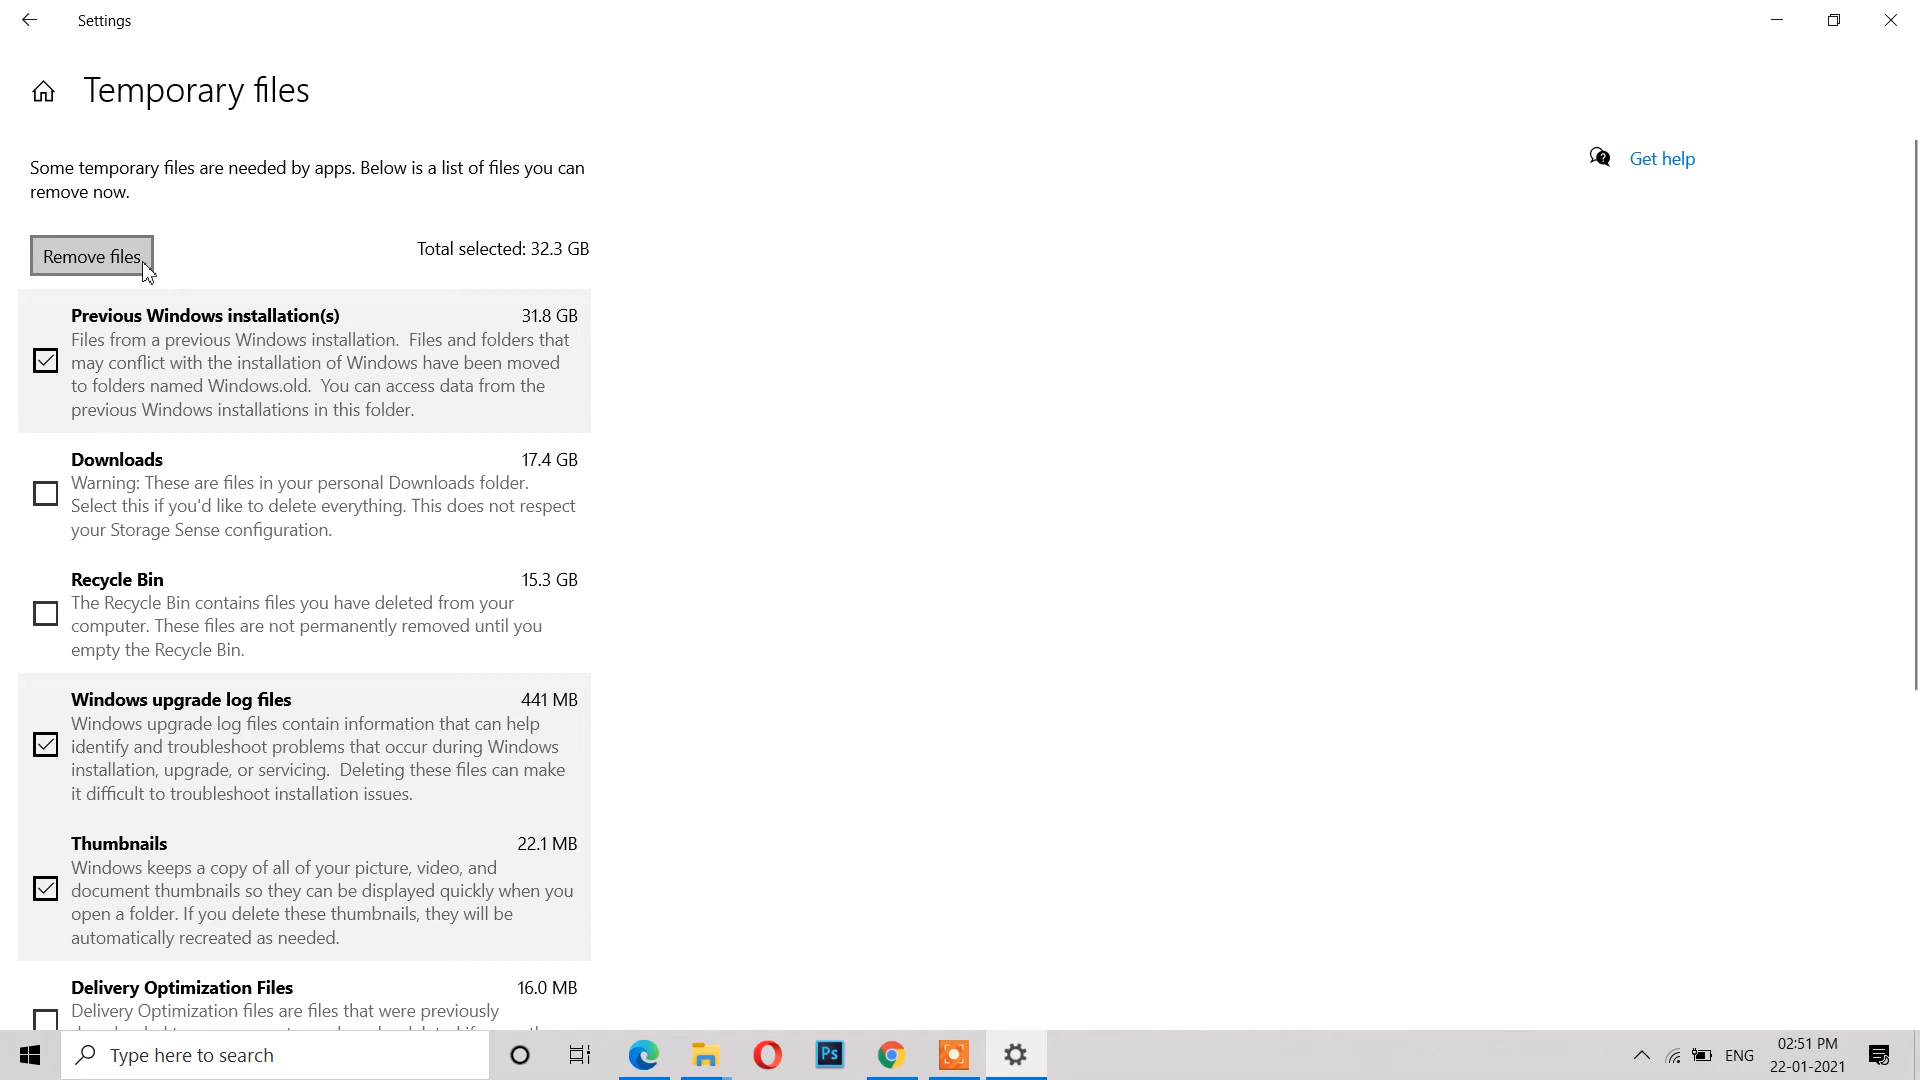 Settings
Temporary files
Some temporary files are needed by apps. Below is a list of files you can
remove now.
Get help
Remove files
Total selected: 32.3 GB
Previous Windows installation(s) 31.8 GB
Files from a previous Windows installation.  Files and folders that
may conflict with the installation of Windows have been moved
to folders named Windows.old.  You can access data from the
previous Windows installations in this folder.
Downloads 17.4 GB
Warning: These are files in your personal Downloads folder.
Select this if you'd like to delete everything. This does not respect
your Storage Sense configuration.
Recycle Bin 15.3 GB
The Recycle Bin contains files you have deleted from your
computer. These files are not permanently removed until you
empty the Recycle Bin.
Windows upgrade log files 441 MB
Windows upgrade log files contain information that can help
identify and troubleshoot problems that occur during Windows
installation, upgrade, or servicing.  Deleting these files can make
it difficult to troubleshoot installation issues.
Thumbnails 22.1 MB
Windows keeps a copy of all of your picture, video, and
document thumbnails so they can be displayed quickly when you
open a folder. If you delete these thumbnails, they will be
automatically recreated as needed.
Delivery Optimization Files 16.0 MB
Delivery Optimization files are files that were previously
Type here to search
Ps
ENG
02:51 PM
22-01-2021